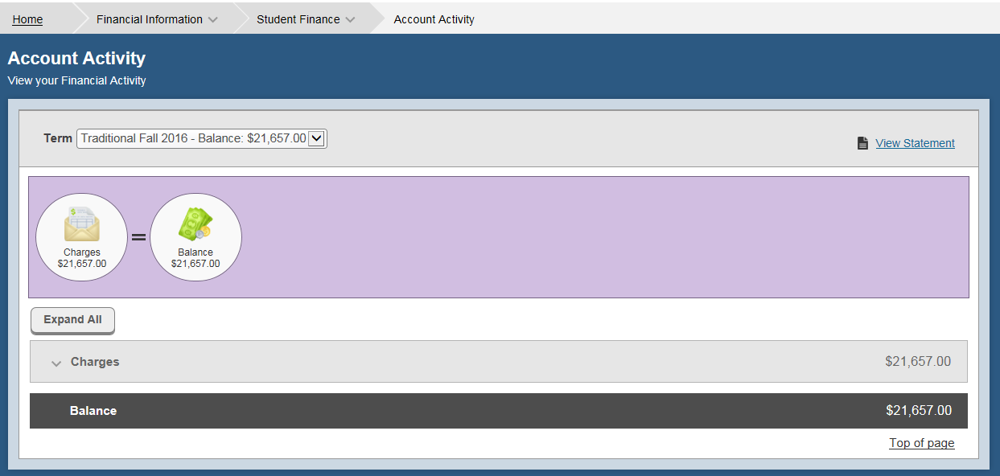 Home Financial Information Student Finance Account Activity
Account Activity
View your Financial Activity
Term Traditional Fall 2016 - Balance: $21,657.00
View Statement
$
Charges
$21,657.00
=
Balance
$21,657.00
Expand All
Charges $21,657.00
Balance $21,657.00
Top of page